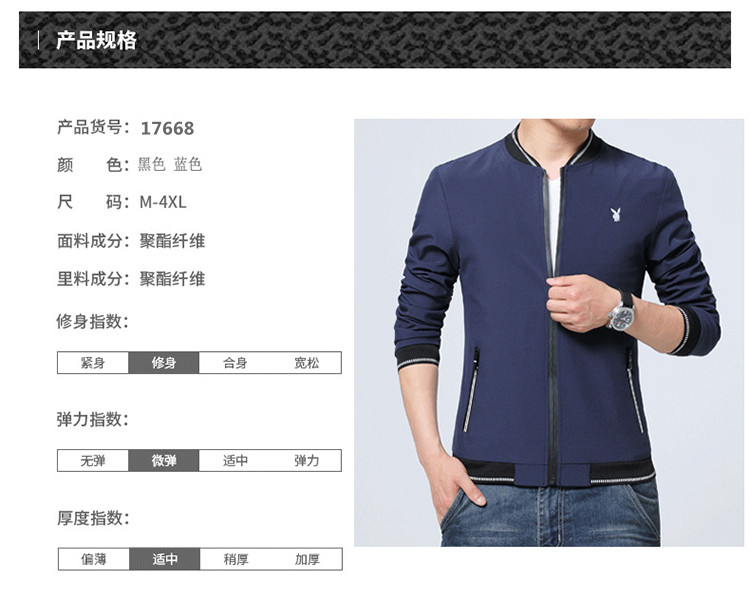 产品规格
产品货号：17668
颜 色：黑色 蓝色
尺 码：M-4XL
面料成分：聚酯纤维
里料成分：聚酯纤维
修身指数：
紧身 修身 合身 宽松
弹力指数：
无弹 微弹 适中 弹力
厚度指数：
偏薄 适中 稍厚 加厚